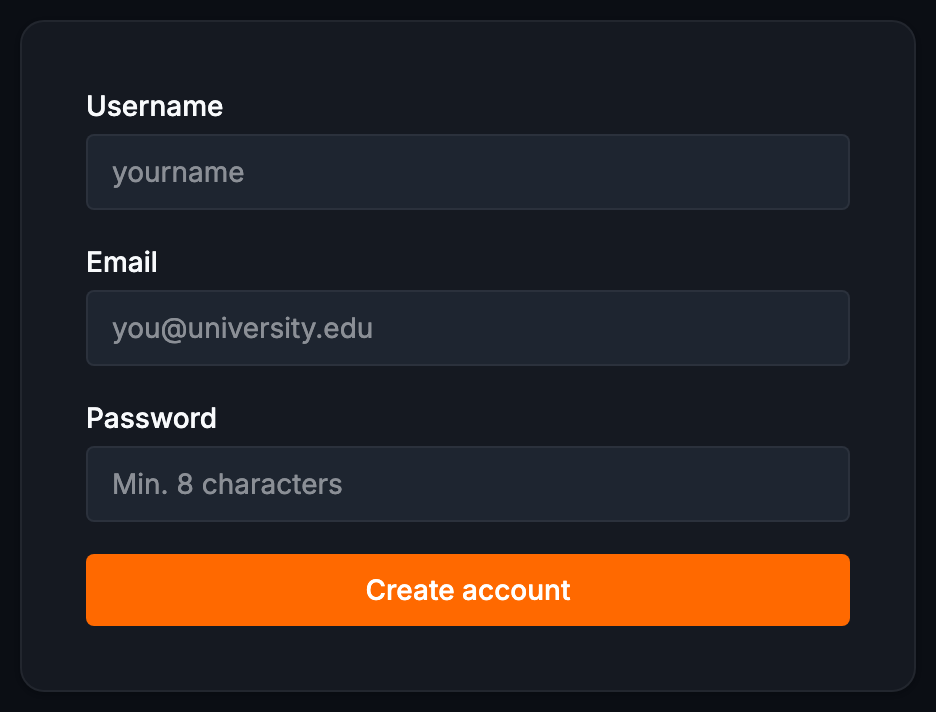 Username
yourname
Email
you@university.edu
Password
Min. 8 characters
Create account